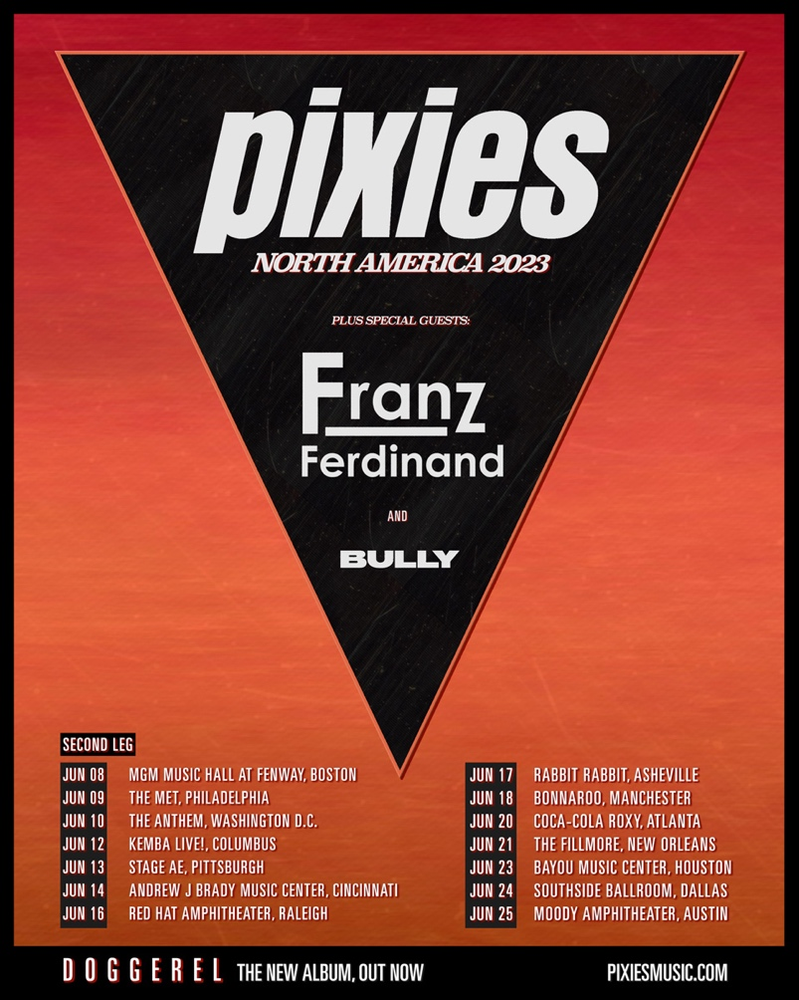 pixies
NORTH AMERICA 2023
PLUS SPECIAL GUESTS:
Franz
Ferdinand
AND
BULLY
SECOND LEG
JUN 08 MGM MUSIC HALL AT FENWAY, BOSTON
JUN 09 THE MET, PHILADELPHIA
JUN 10 THE ANTHEM, WASHINGTON D.C.
JUN 12 KEMBA LIVE!, COLUMBUS
JUN 13 STAGE AE, PITTSBURGH
JUN 14 ANDREW J BRADY MUSIC CENTER, CINCINNATI
JUN 16 RED HAT AMPHITHEATER, RALEIGH
JUN 17 RABBIT RABBIT, ASHEVILLE
JUN 18 BONNAROO, MANCHESTER
JUN 20 COCA-COLA ROXY, ATLANTA
JUN 21 THE FILLMORE, NEW ORLEANS
JUN 23 BAYOU MUSIC CENTER, HOUSTON
JUN 24 SOUTHSIDE BALLROOM, DALLAS
JUN 25 MOODY AMPHITHEATER, AUSTIN
DOGGEREL THE NEW ALBUM, OUT NOW
PIXIESMUSIC.COM